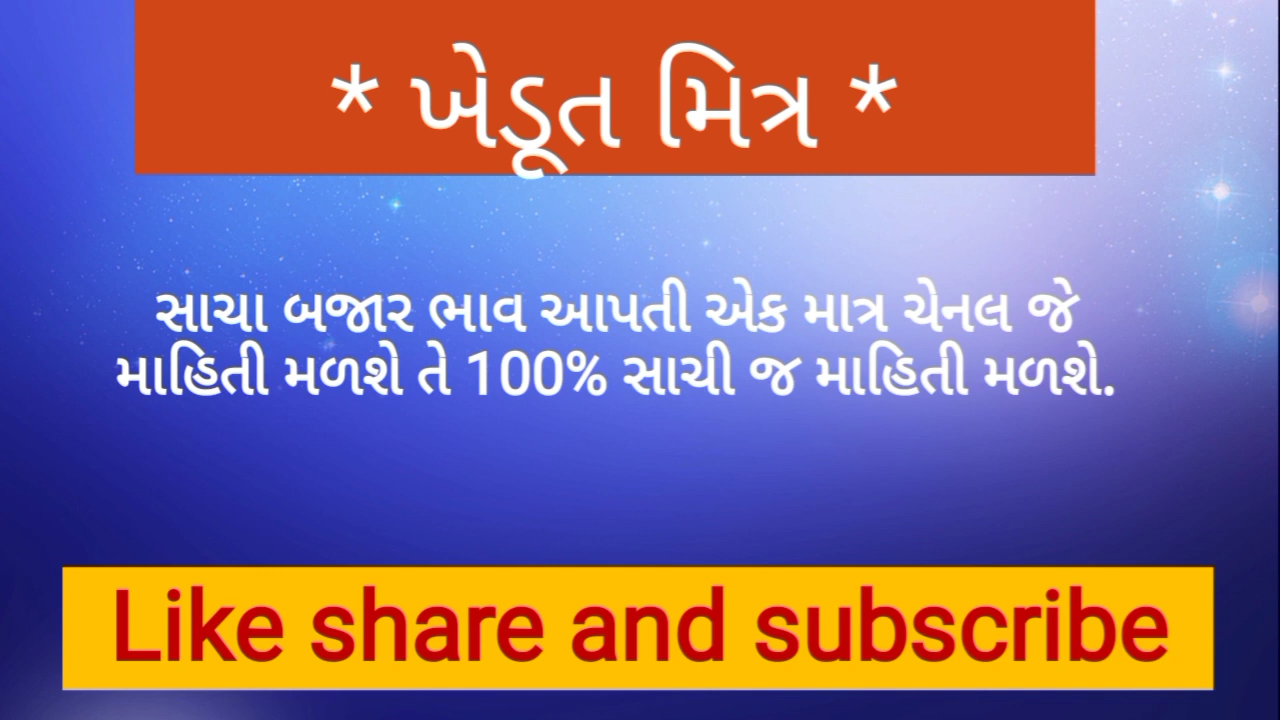 * ખેડૂત મિત્ર *
સાચા બજાર ભાવ આપતી એક માત્ર ચેનલ જે
માહિતી મળશે તે 100% સાચી જ માહિતી મળશે.
Like share and subscribe